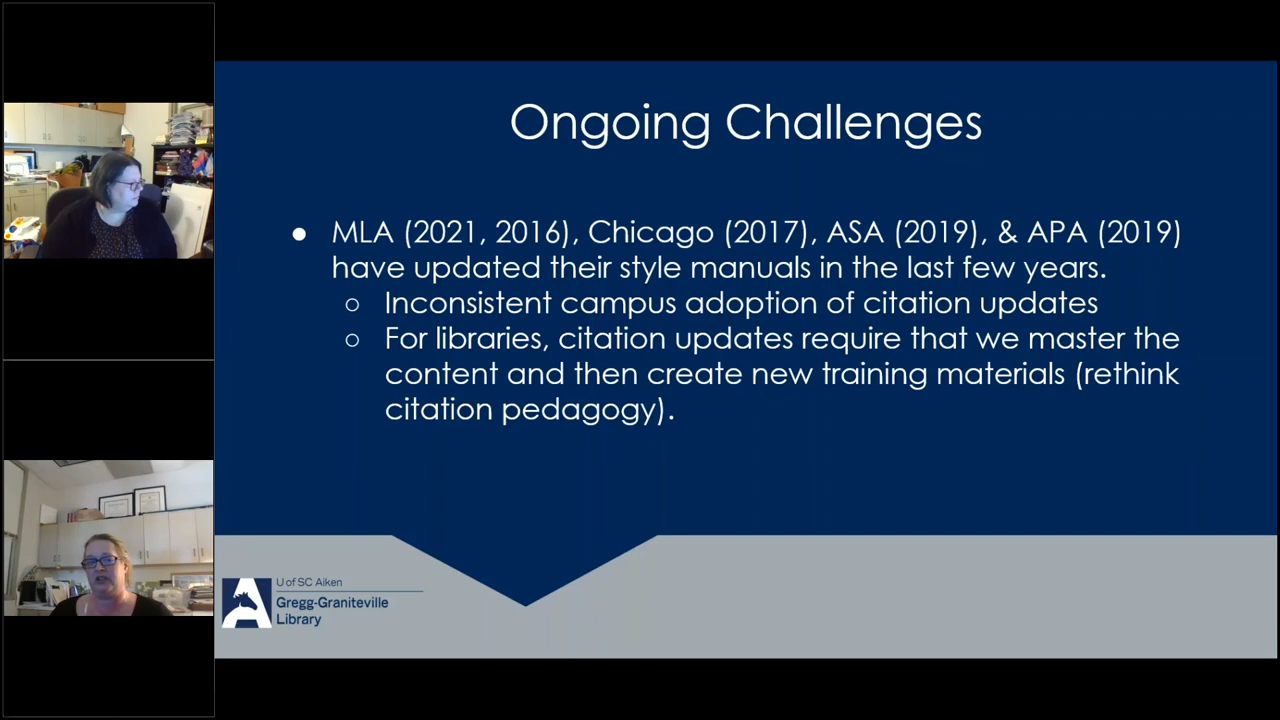 Ongoing Challenges
● MLA (2021, 2016), Chicago (2017), ASA (2019), & APA (2019)
have updated their style manuals in the last few years.
○ Inconsistent campus adoption of citation updates
○ For libraries, citation updates require that we master the
content and then create new training materials (rethink
citation pedagogy).
U of SC Aiken
Gregg-Graniteville
Library